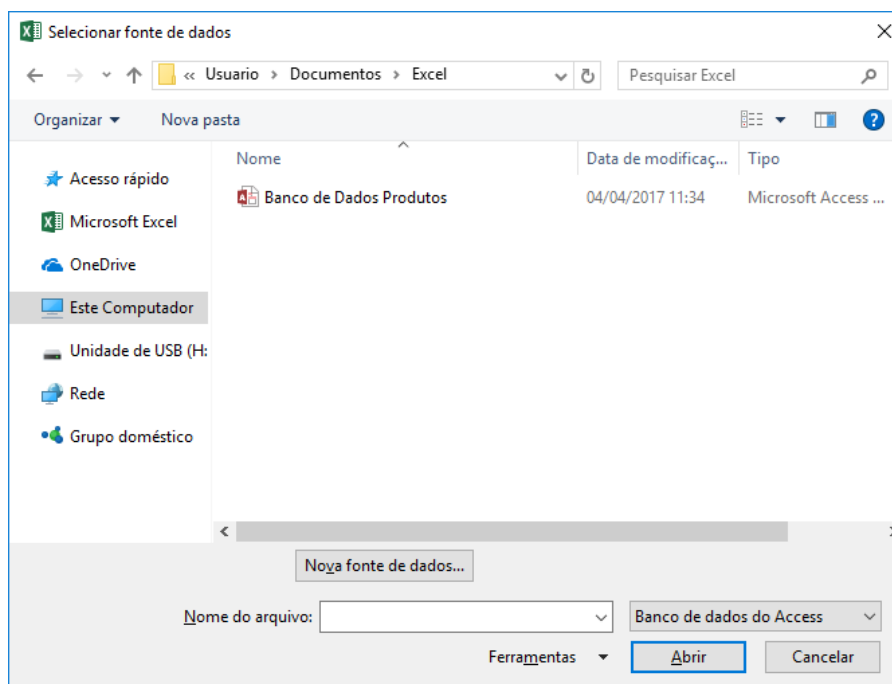 Selecionar fonte de dados
« Usuario > Documentos > Excel
Pesquisar Excel
Organizar
Nova pasta
Nome
Data de modificaç...
Tipo
Acesso rápido
Microsoft Excel
OneDrive
Este Computador
Unidade de USB (H:
Rede
Grupo doméstico
Banco de Dados Produtos
04/04/2017 11:34
Microsoft Access ...
Nova fonte de dados...
Nome do arquivo:
Banco de dados do Access
Ferramentas
Abrir
Cancelar